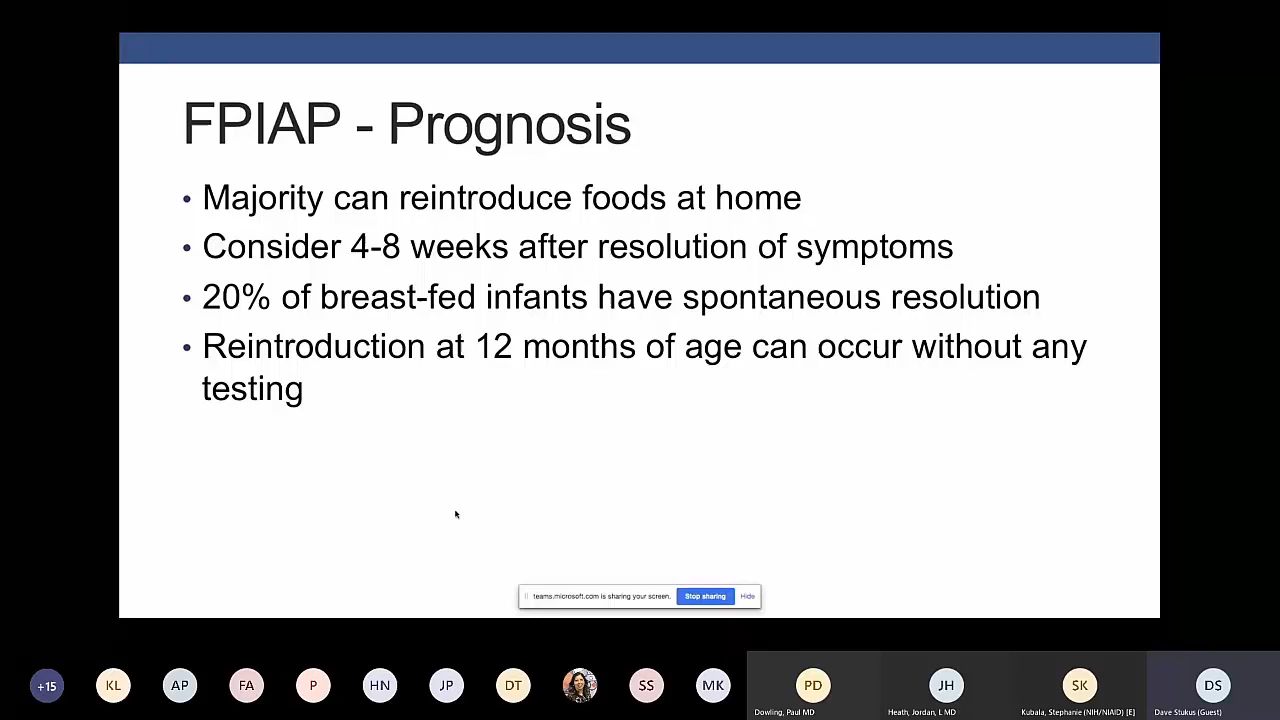 FPIAP - Prognosis
• Majority can reintroduce foods at home
• Consider 4-8 weeks after resolution of symptoms
• 20% of breast-fed infants have spontaneous resolution
• Reintroduction at 12 months of age can occur without any
testing
teams.microsoft.com is sharing your screen. Stop sharing Hide
+15 KL AP FA P HN JP DT SS MK PD JH SK DS
Dowling, Paul MD Heath, Jordan, L MD Kubala, Stephanie (NIH/NIAID) [E] Dave Stukus (Guest)